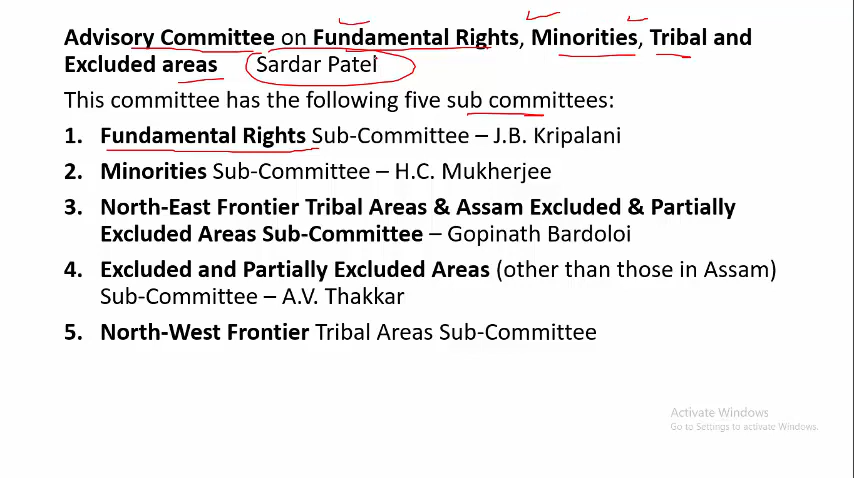 Advisory Committee on Fundamental Rights, Minorities, Tribal and
Excluded areas Sardar Patel
This committee has the following five sub committees:
1. Fundamental Rights Sub-Committee – J.B. Kripalani
2. Minorities Sub-Committee – H.C. Mukherjee
3. North-East Frontier Tribal Areas & Assam Excluded & Partially
Excluded Areas Sub-Committee – Gopinath Bardoloi
4. Excluded and Partially Excluded Areas (other than those in Assam)
Sub-Committee – A.V. Thakkar
5. North-West Frontier Tribal Areas Sub-Committee
Activate Windows
Go to Settings to activate Windows.